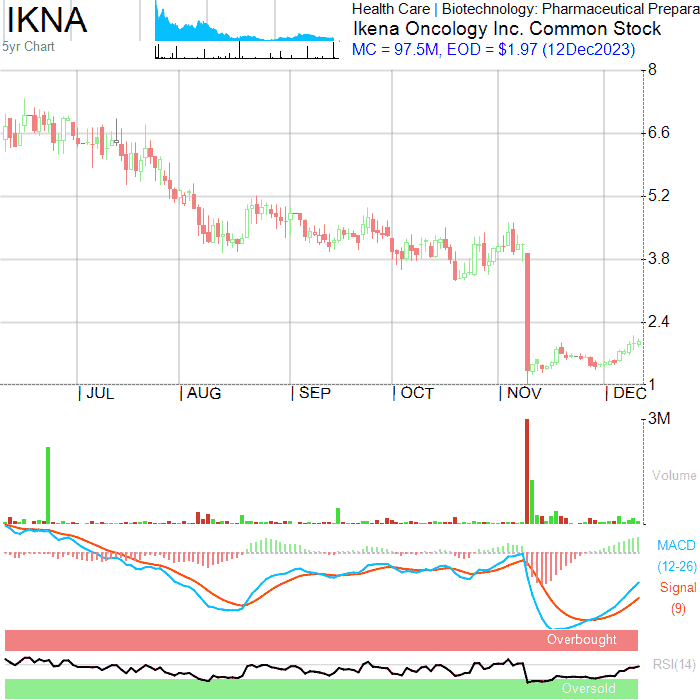 IKNA
5yr Chart
Health Care | Biotechnology: Pharmaceutical Prepara
Ikena Oncology Inc. Common Stock
MC = 97.5M, EOD = $1.97 (12Dec2023)
8
6.6
5.2
3.8
2.4
1
| JUL | AUG | SEP | OCT | NOV | DEC
3M
Volume
MACD
(12-26)
Signal
(9)
Overbought
RSI(14)
Oversold